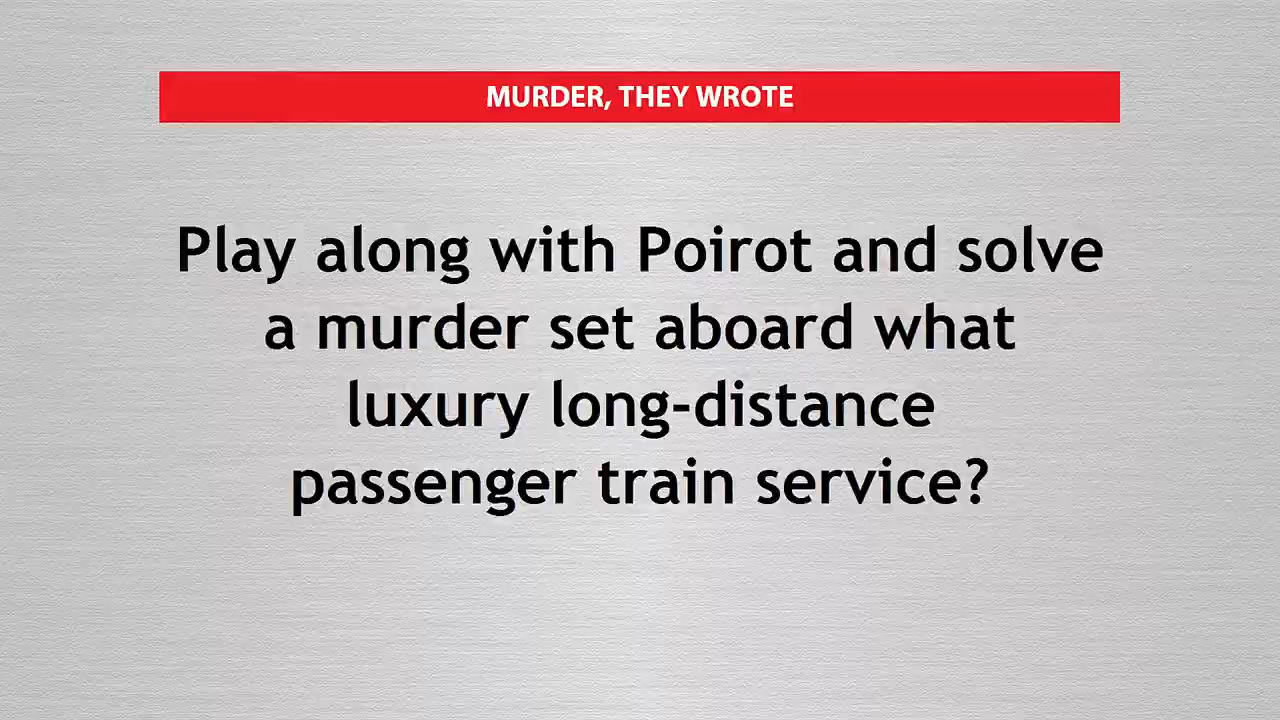 MURDER, THEY WROTE
Play along with Poirot and solve
a murder set aboard what
luxury long-distance
passenger train service?